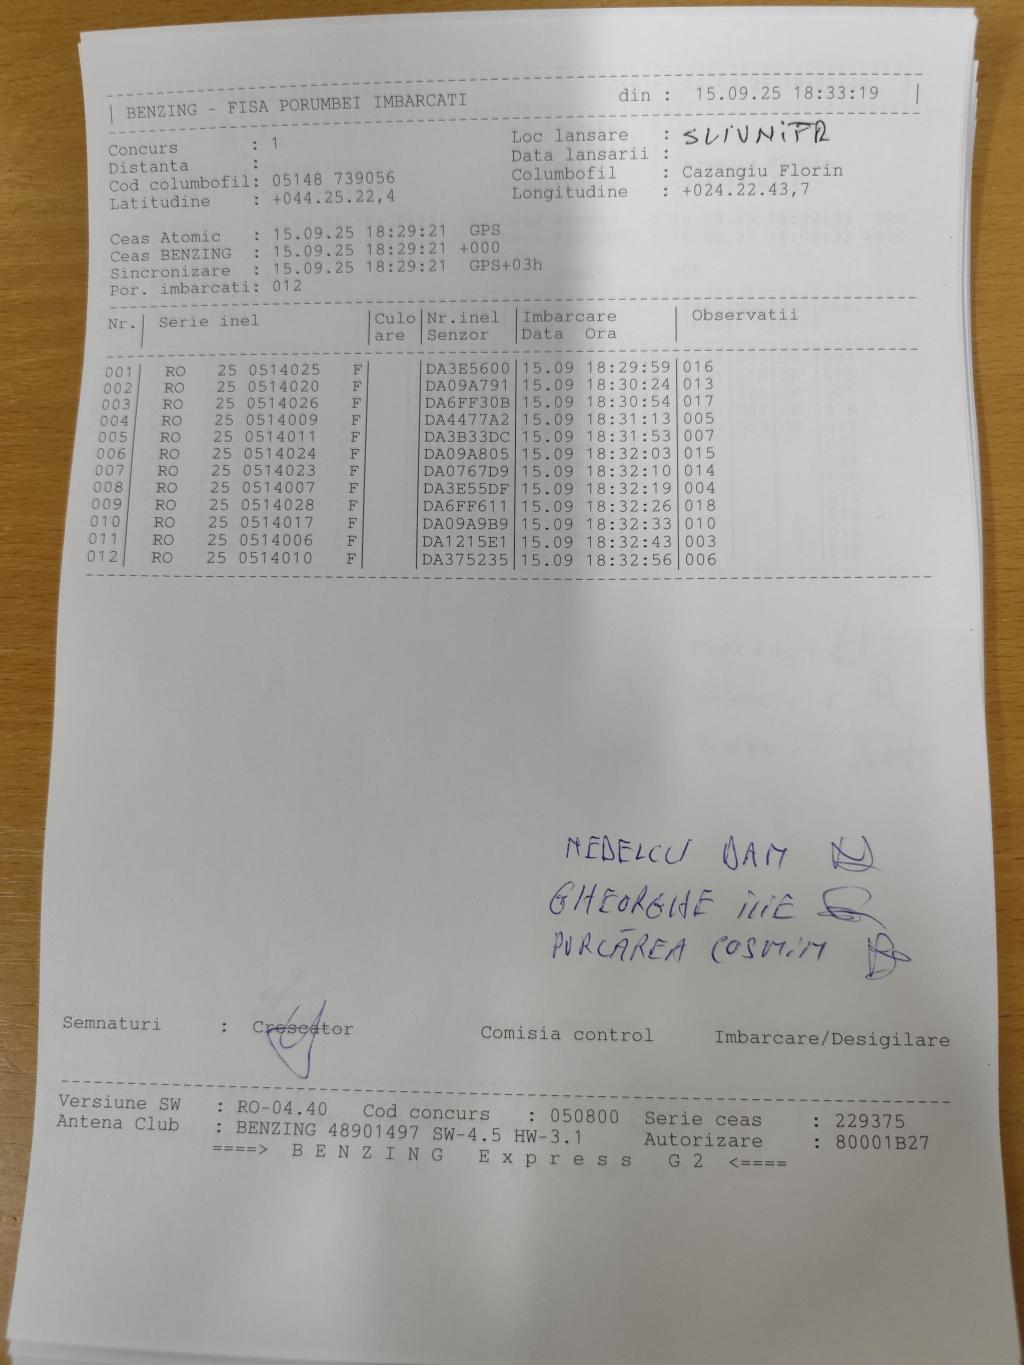 BENZING - FISA PORUMBEI IMBARCATI din : 15.09.25 18:33:19
Concurs : 1 Loc lansare : SLIVNIȚA
Distanta : Data lansarii :
Cod columbofil: 05148 739056 Columbofil : Cazangiu Florin
Latitudine : +044.25.22,4 Longitudine : +024.22.43,7
Ceas Atomic : 15.09.25 18:29:21 GPS
Ceas BENZING : 15.09.25 18:29:21 +000
Sincronizare : 15.09.25 18:29:21 GPS+03h
Por. imbarcati: 012
Nr.| Serie inel |Culo|Nr.inel |Imbarcare | Observatii
|are |Senzor |Data Ora |
001| RO 25 0514025 F| |DA3E5600|15.09 18:29:59|016
002| RO 25 0514020 F| |DA09A791|15.09 18:30:24|013
003| RO 25 0514026 F| |DA6FF30B|15.09 18:30:54|017
004| RO 25 0514009 F| |DA4477A2|15.09 18:31:13|005
005| RO 25 0514011 F| |DA3B33DC|15.09 18:31:53|007
006| RO 25 0514024 F| |DA09A805|15.09 18:32:03|015
007| RO 25 0514023 F| |DA0767D9|15.09 18:32:10|014
008| RO 25 0514007 F| |DA3E55DF|15.09 18:32:19|004
009| RO 25 0514028 F| |DA6FF611|15.09 18:32:26|018
010| RO 25 0514017 F| |DA09A9B9|15.09 18:32:33|010
011| RO 25 0514006 F| |DA1215E1|15.09 18:32:43|003
012| RO 25 0514010 F| |DA375235|15.09 18:32:56|006
NEDELCU DAN
GHEORGHE ILIE
PURCĂREA COSMIN
Semnaturi : Crescator Comisia control Imbarcare/Desigilare
Versiune SW : RO-04.40 Cod concurs : 050800 Serie ceas : 229375
Antena Club : BENZING 48901497 SW-4.5 HW-3.1 Autorizare : 80001B27
====> B E N Z I N G E x p r e s s G 2 <====